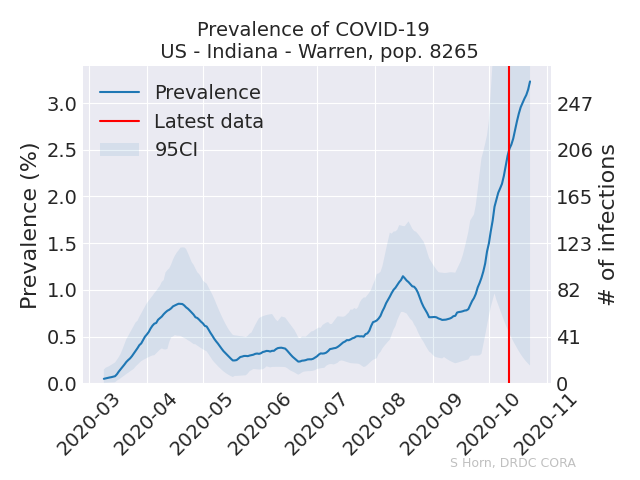 Prevalence of COVID-19
US - Indiana - Warren, pop. 8265
Prevalence
Latest data
95CI
Prevalence (%)
3.0
2.5
2.0
1.5
1.0
0.5
0.0
247
206
165
123
82
41
0
# of infections
2020-03
2020-04
2020-05
2020-06
2020-07
2020-08
2020-09
2020-10
2020-11
S Horn, DRDC CORA